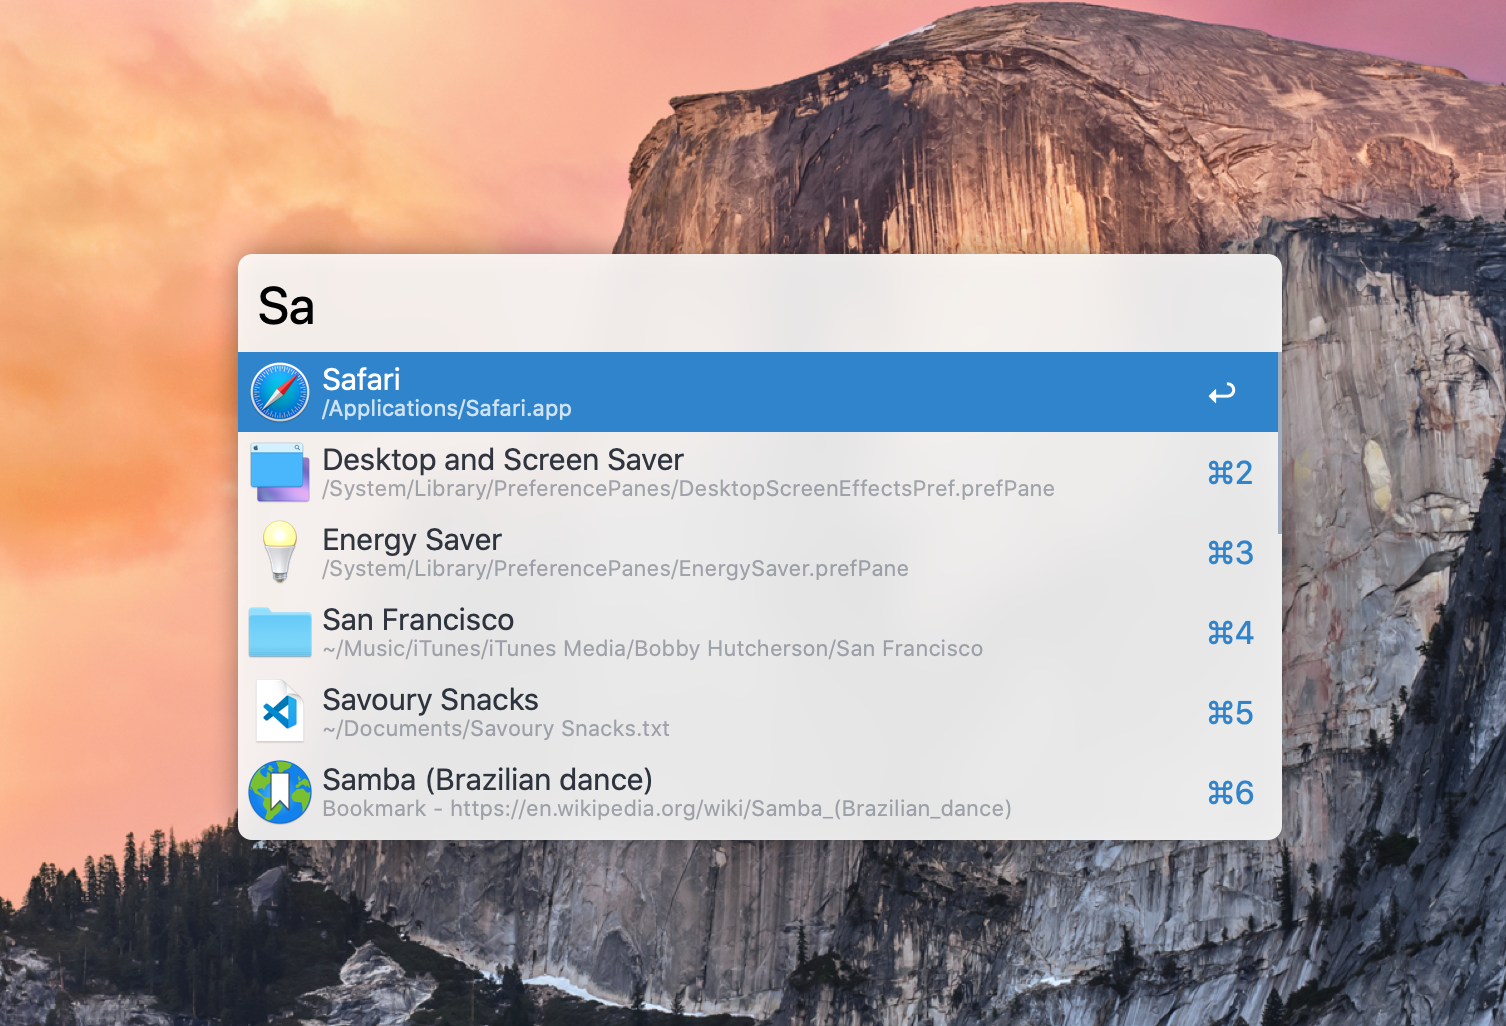 Sa
Safari
/Applications/Safari.app
Desktop and Screen Saver
/System/Library/PreferencePanes/DesktopScreenEffectsPref.prefPane
⌘2
Energy Saver
/System/Library/PreferencePanes/EnergySaver.prefPane
⌘3
San Francisco
~/Music/iTunes/iTunes Media/Bobby Hutcherson/San Francisco
⌘4
Savoury Snacks
~/Documents/Savoury Snacks.txt
⌘5
Samba (Brazilian dance)
Bookmark - https://en.wikipedia.org/wiki/Samba_(Brazilian_dance)
⌘6